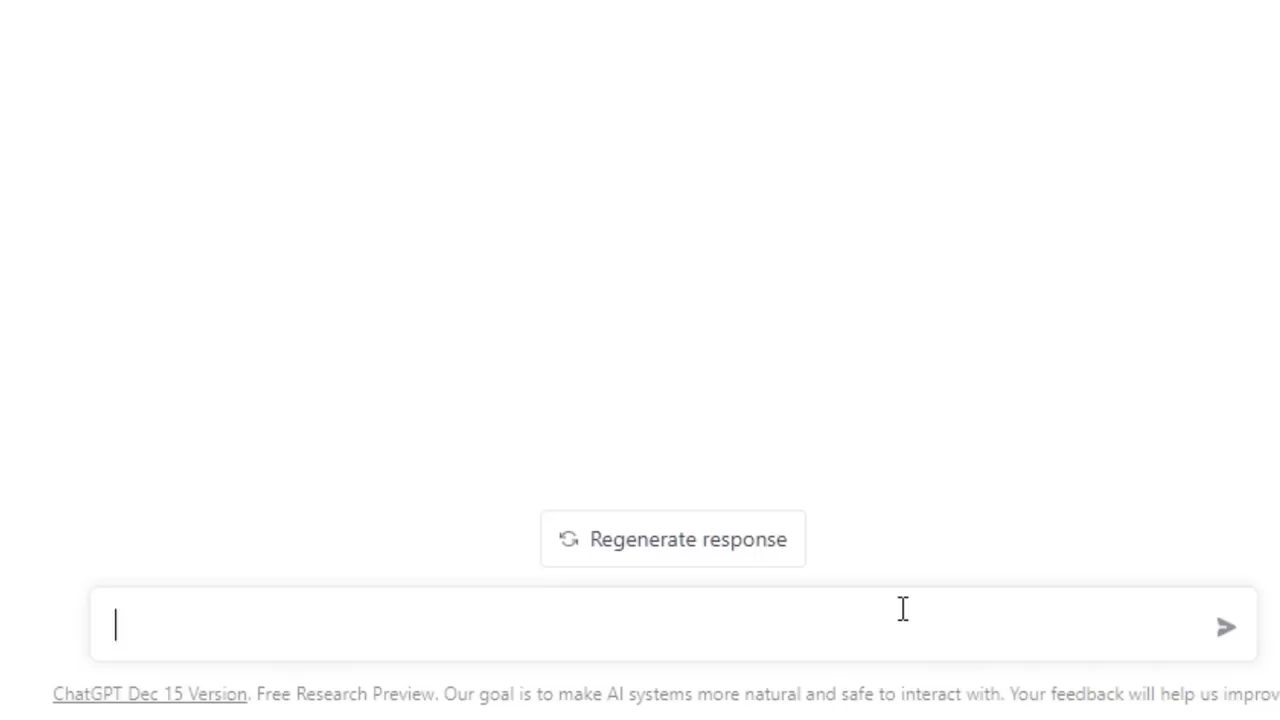 Regenerate response
ChatGPT Dec 15 Version. Free Research Preview. Our goal is to make AI systems more natural and safe to interact with. Your feedback will help us improv